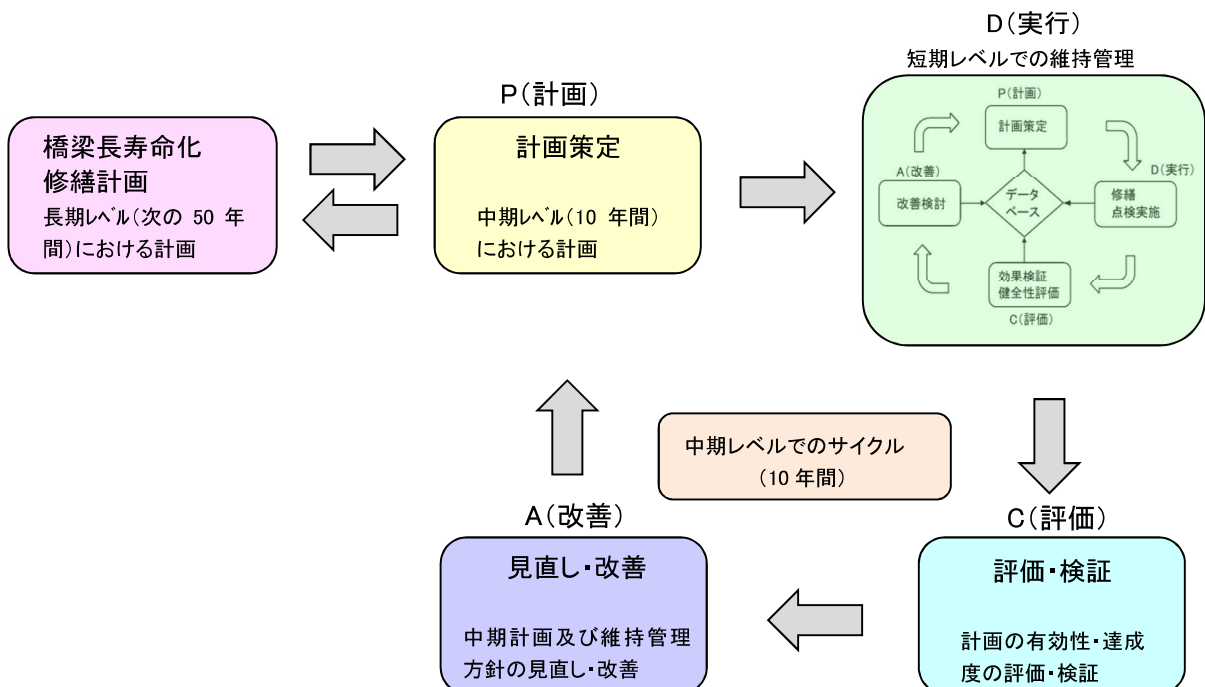 D（実行）
短期レベルでの維持管理
P（計画）
橋梁長寿命化
修繕計画
長期レベル（次の 50 年
間）における計画
計画策定
中期レベル（10 年間）
における計画
P（計画）
計画策定
A（改善）
改善検討
データ
ベース
D（実行）
修繕
点検実施
効果検証
健全性評価
C（評価）
中期レベルでのサイクル
（10 年間）
A（改善）
見直し・改善
中期計画及び維持管理
方針の見直し・改善
C（評価）
評価・検証
計画の有効性・達成
度の評価・検証